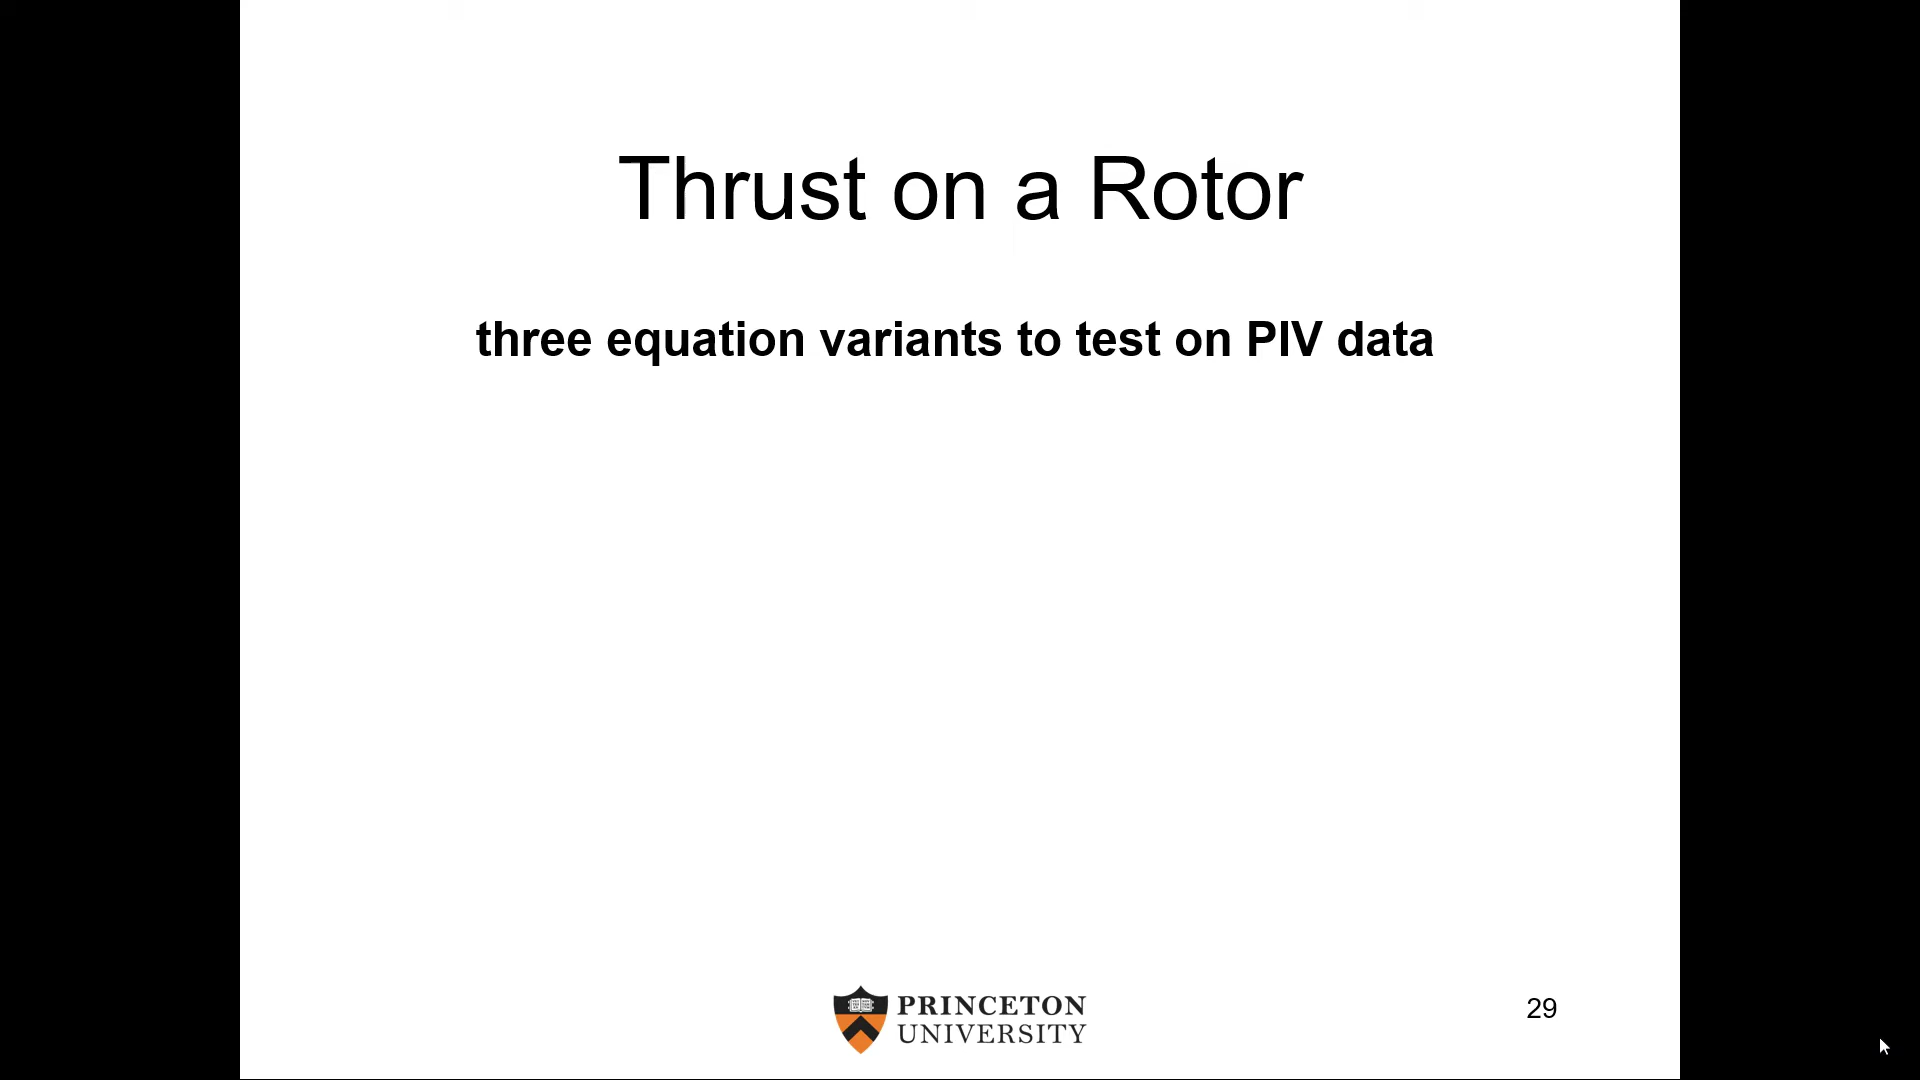 Thrust on a Rotor
three equation variants to test on PIV data
PRINCETON
UNIVERSITY
29